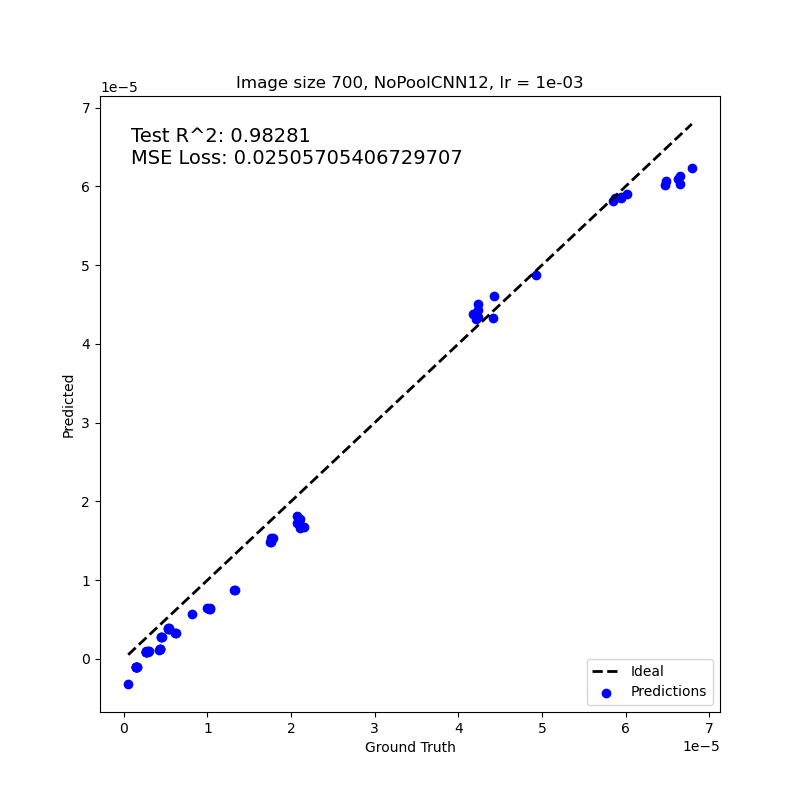 Image size 700, NoPoolCNN12, lr = 1e-03
1e−5
Test R^2: 0.98281
MSE Loss: 0.02505705406729707
7
6
5
4
3
2
1
0
Predicted
Ideal
Predictions
0 1 2 3 4 5 6 7
Ground Truth
1e−5